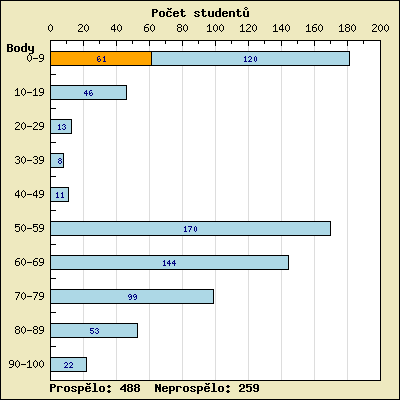 Počet studentů
0 20 40 60 80 100 120 140 160 180 200
Body
0-9 61 120
10-19 46
20-29 13
30-39 8
40-49 11
50-59 170
60-69 144
70-79 99
80-89 53
90-100 22
Prospělo: 488 Neprospělo: 259